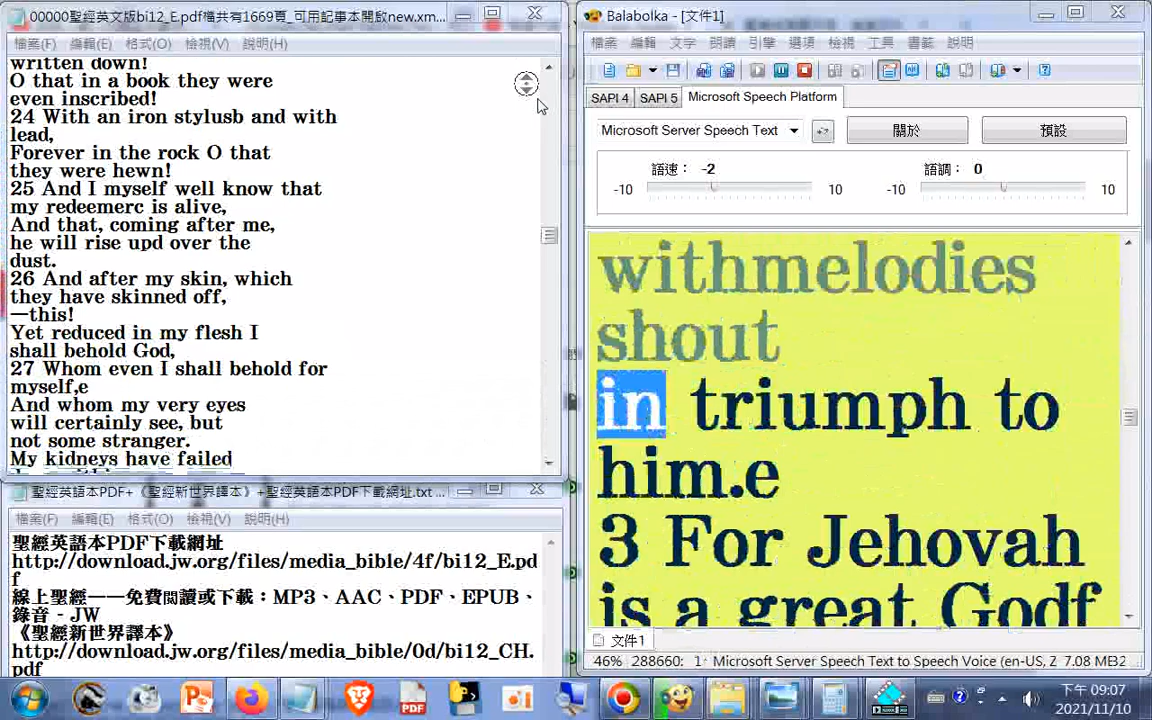 00000聖經英文版bi12_E.pdf檔共有1669頁_可用記事本開啟new.xm...
檔案(F) 編輯(E) 格式(O) 檢視(V) 說明(H)
written down!
O that in a book they were
even inscribed!
24 With an iron stylusb and with
lead,
Forever in the rock O that
they were hewn!
25 And I myself well know that
my redeemerc is alive,
And that, coming after me,
he will rise upd over the
dust.
26 And after my skin, which
they have skinned off,
—this!
Yet reduced in my flesh I
shall behold God,
27 Whom even I shall behold for
myself,e
And whom my very eyes
will certainly see, but
not some stranger.
My kidneys have failed
聖經英語本PDF+《聖經新世界譯本》+聖經英語本PDF下載網址.txt ...
檔案(F) 編輯(E) 格式(O) 檢視(V) 說明(H)
聖經英語本PDF下載網址
http://download.jw.org/files/media_bible/4f/bi12_E.pd
f
線上聖經——免費閱讀或下載：MP3、AAC、PDF、EPUB、
錄音 - JW
《聖經新世界譯本》
http://download.jw.org/files/media_bible/0d/bi12_CH.
pdf
Balabolka - [文件1]
檔案 編輯 文字 朗讀 引擎 選項 檢視 工具 書籤 說明
SAPI 4 SAPI 5 Microsoft Speech Platform
Microsoft Server Speech Text 關於 預設
語速： -2 語調： 0
-10 10 -10 10
withmelodies
shout
in triumph to
him.e
3 For Jehovah
is a great Godf
文件1
46% 288660: 1 Microsoft Server Speech Text to Speech Voice (en-US, Z 7.08 MB
下午 09:07
2021/11/10